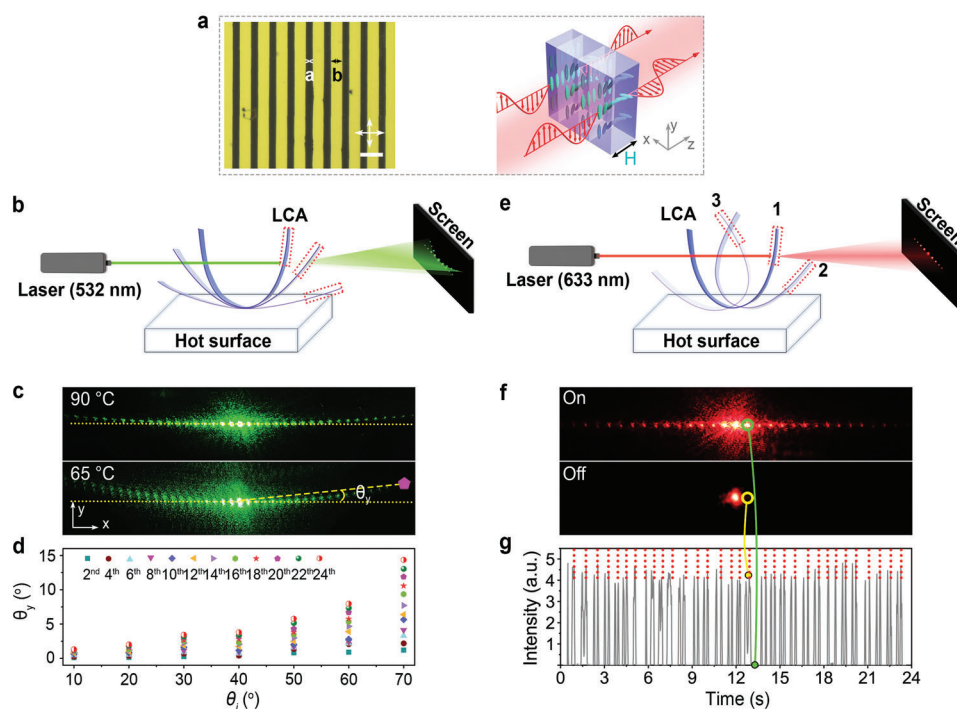 a
a
b
x
y
z
H
b
LCA
Screen
Laser (532 nm)
Hot surface
e
LCA
3
1
2
Screen
Laser (633 nm)
Hot surface
c
90 °C
65 °C
θy
y
x
f
On
Off
d
2nd 4th 6th 8th 10th 12th 14th 16th 18th 20th 22th 24th
15
10
5
0
θy (°)
10 20 30 40 50 60 70
θi (°)
g
5
4
3
2
1
Intensity (a.u.)
0 3 6 9 12 15 18 21 24
Time (s)